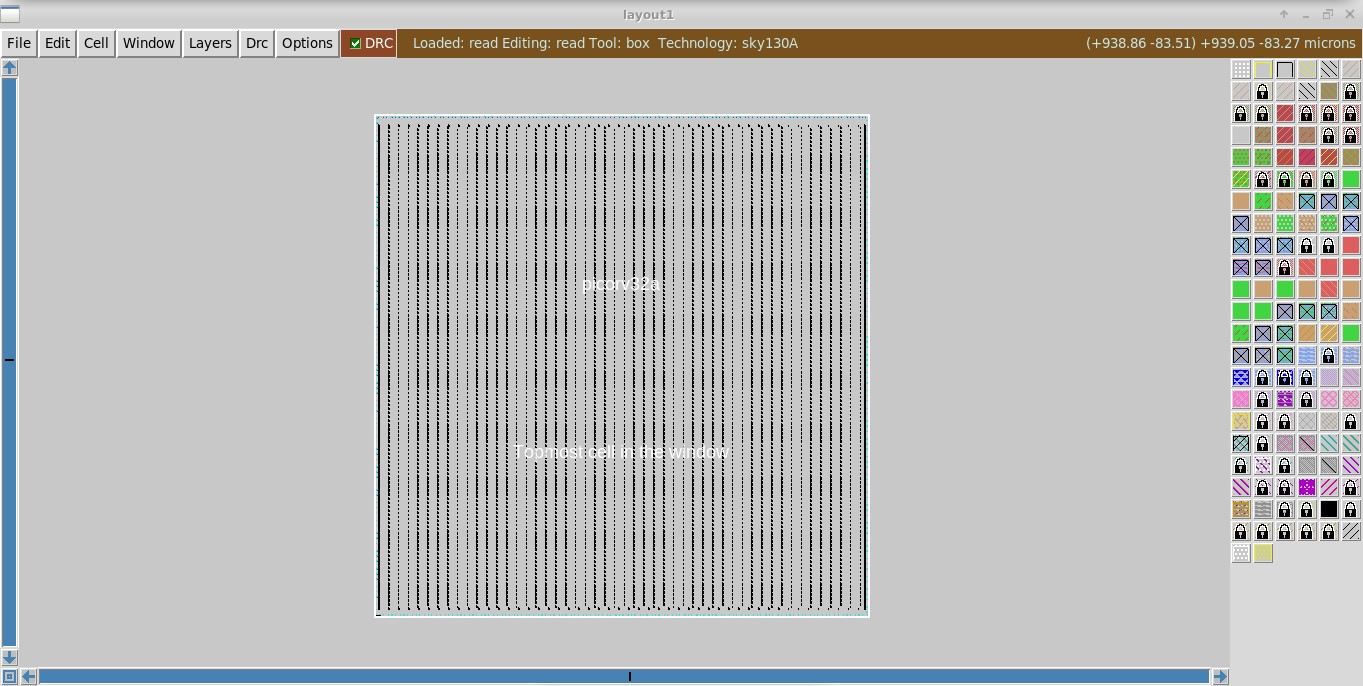 layout1
File Edit Cell Window Layers Drc Options DRC Loaded: read Editing: read Tool: box Technology: sky130A (+938.86 -83.51) +939.05 -83.27 microns
picorv32a
Topmost cell in the window